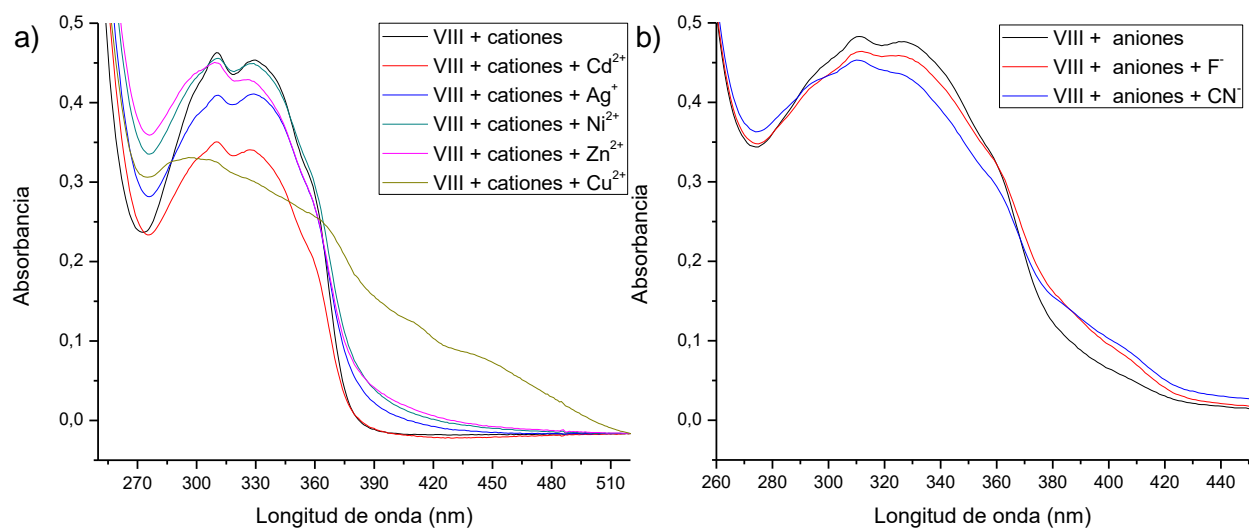 a)
0,5
0,4
0,3
0,2
0,1
0,0
Absorbancia
270 300 330 360 390 420 450 480 510
Longitud de onda (nm)
VIII + cationes
VIII + cationes + Cd²⁺
VIII + cationes + Ag⁺
VIII + cationes + Ni²⁺
VIII + cationes + Zn²⁺
VIII + cationes + Cu²⁺
b)
0,5
0,4
0,3
0,2
0,1
0,0
Absorbancia
260 280 300 320 340 360 380 400 420 440
Longitud de onda (nm)
VIII + aniones
VIII + aniones + F⁻
VIII + aniones + CN⁻